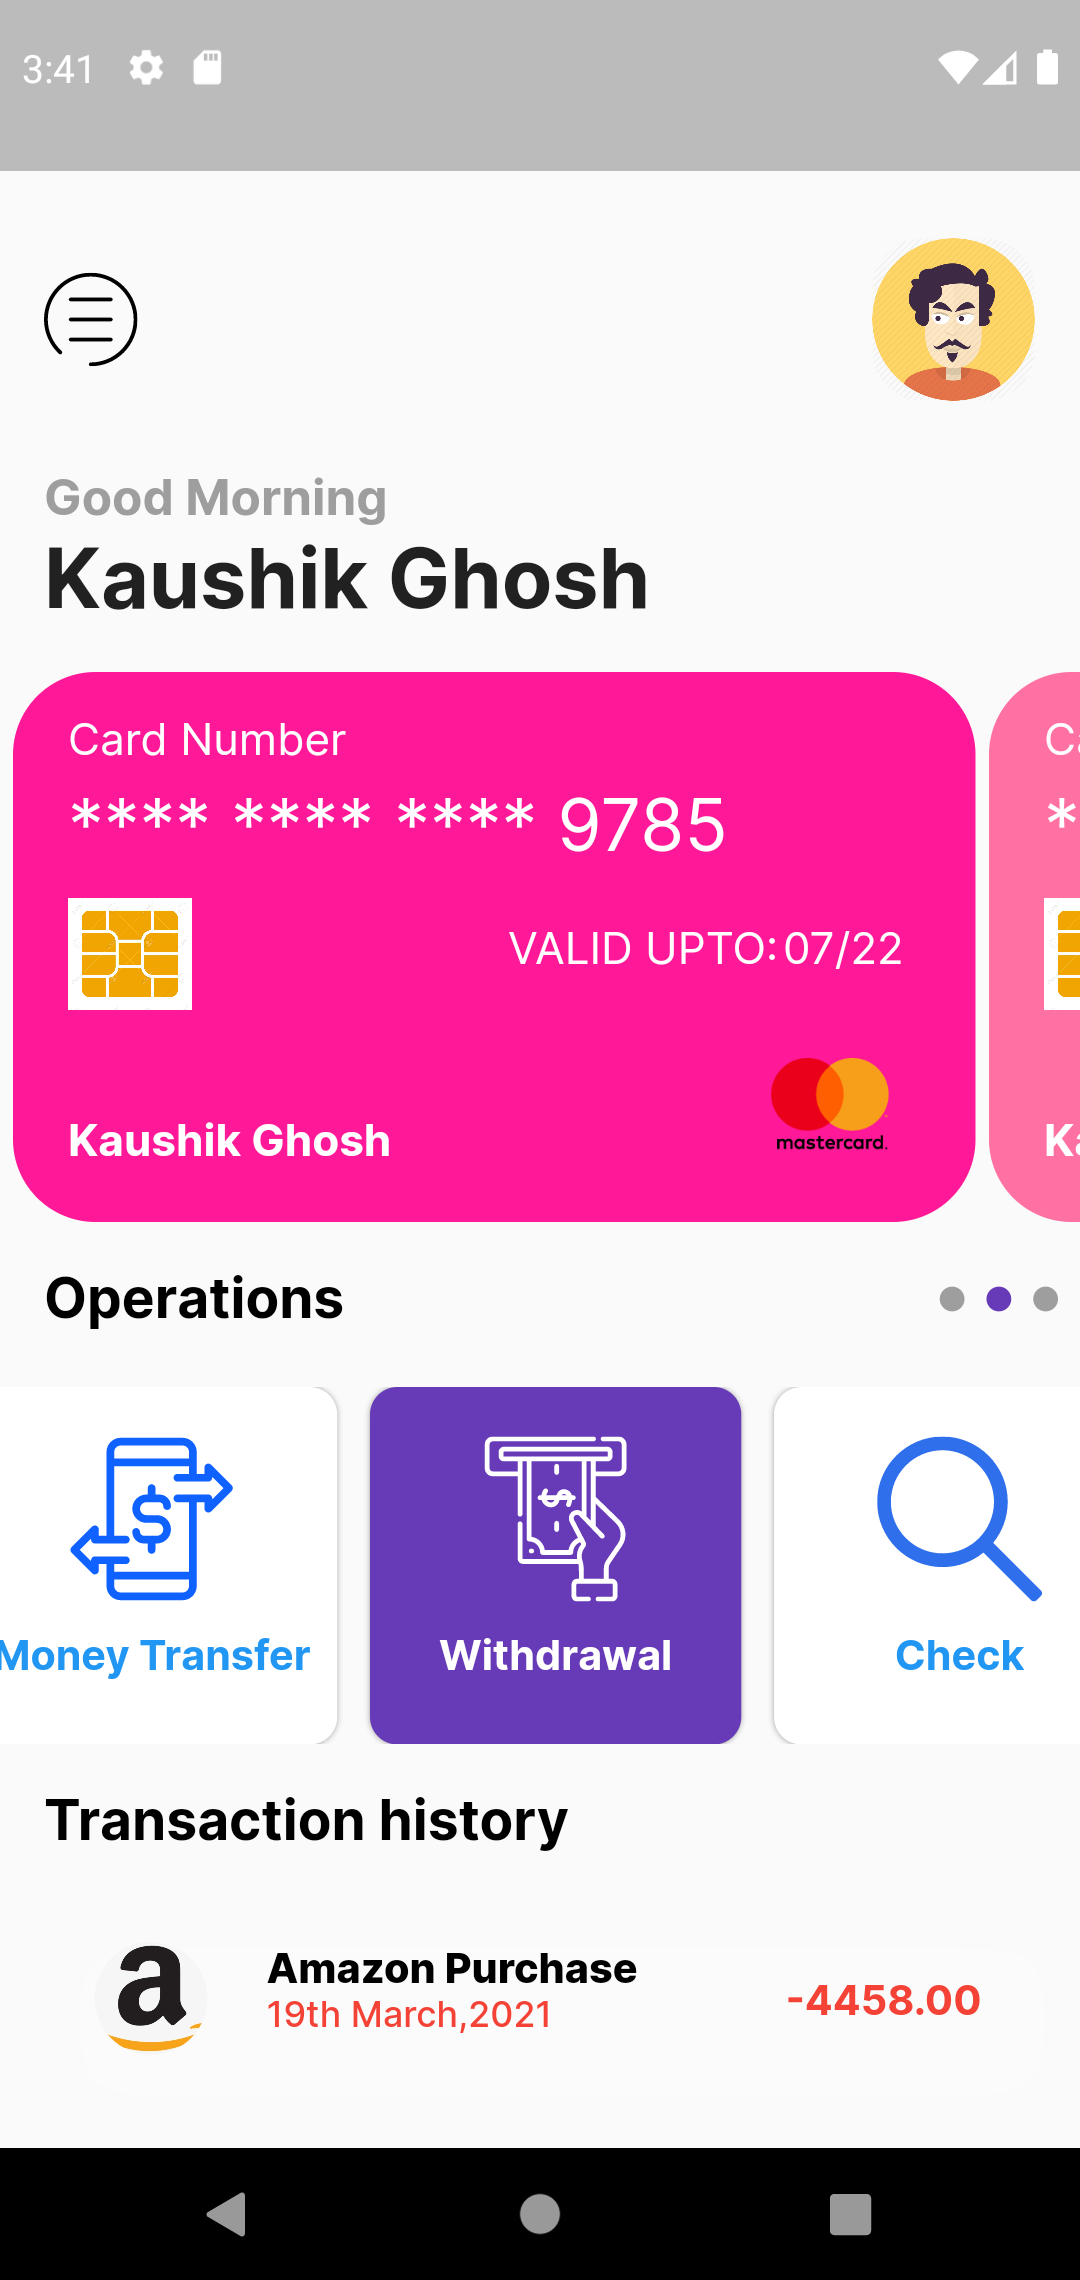 3:41
Good Morning
Kaushik Ghosh
Card Number
**** **** **** 9785
VALID UPTO: 07/22
Kaushik Ghosh
mastercard.
Ca
*
Ka
Operations
Money Transfer
Withdrawal
Check
Transaction history
a
Amazon Purchase
19th March,2021
-4458.00